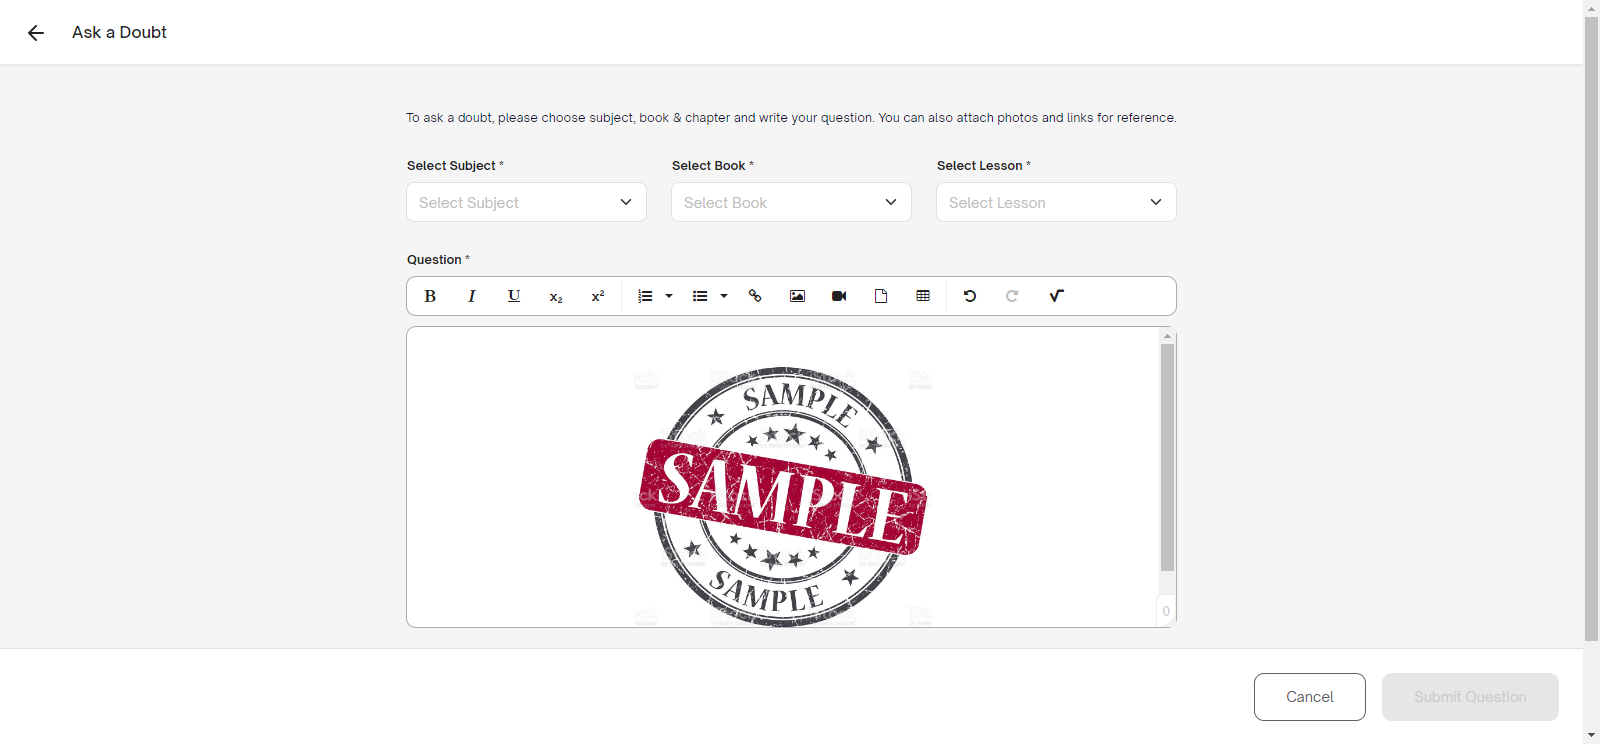 Ask a Doubt
To ask a doubt, please choose subject, book & chapter and write your question. You can also attach photos and links for reference.
Select Subject * Select Book * Select Lesson *
Select Subject Select Book Select Lesson
Question *
B I U x₂ x²
SAMPLE
SAMPLE
SAMPLE
0
Cancel Submit Question